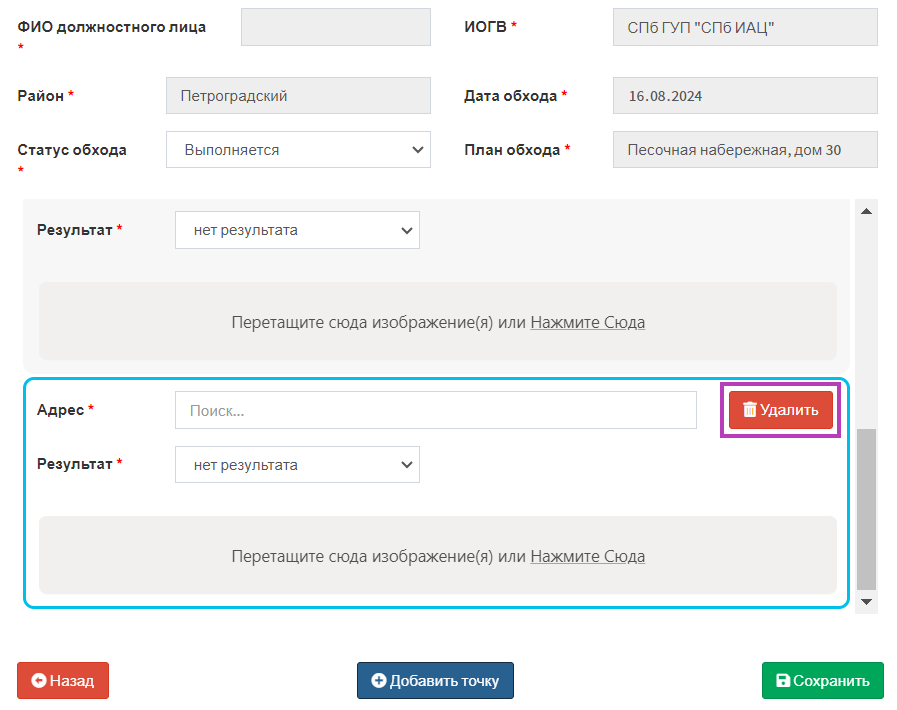 ФИО должностного лица
*
ИОГВ *
СПб ГУП "СПб ИАЦ"
Район *
Петроградский
Дата обхода *
16.08.2024
Статус обхода
*
Выполняется
План обхода *
Песочная набережная, дом 30
Результат *
нет результата
Перетащите сюда изображение(я) или Нажмите Сюда
Адрес *
Поиск...
Удалить
Результат *
нет результата
Перетащите сюда изображение(я) или Нажмите Сюда
Назад
Добавить точку
Сохранить